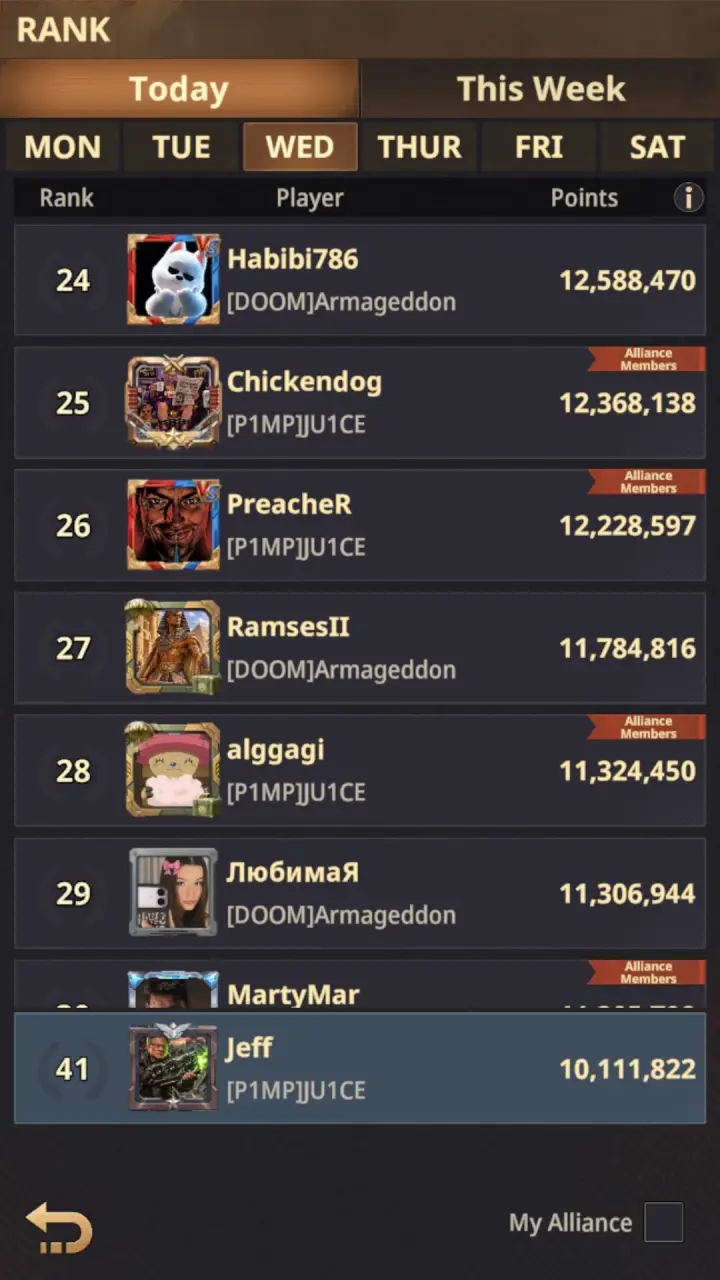 RANK
Today
This Week
MON
TUE
WED
THUR
FRI
SAT
Rank
Player
Points
i
24
Habibi786
[DOOM]Armageddon
12,588,470
Alliance
Members
25
Chickendog
[P1MP]JU1CE
12,368,138
Alliance
Members
26
PreacheR
[P1MP]JU1CE
12,228,597
27
RamsesII
[DOOM]Armageddon
11,784,816
Alliance
Members
28
alggagi
[P1MP]JU1CE
11,324,450
29
ЛюбимаЯ
[DOOM]Armageddon
11,306,944
Alliance
Members
MartyMar
41
Jeff
[P1MP]JU1CE
10,111,822
My Alliance